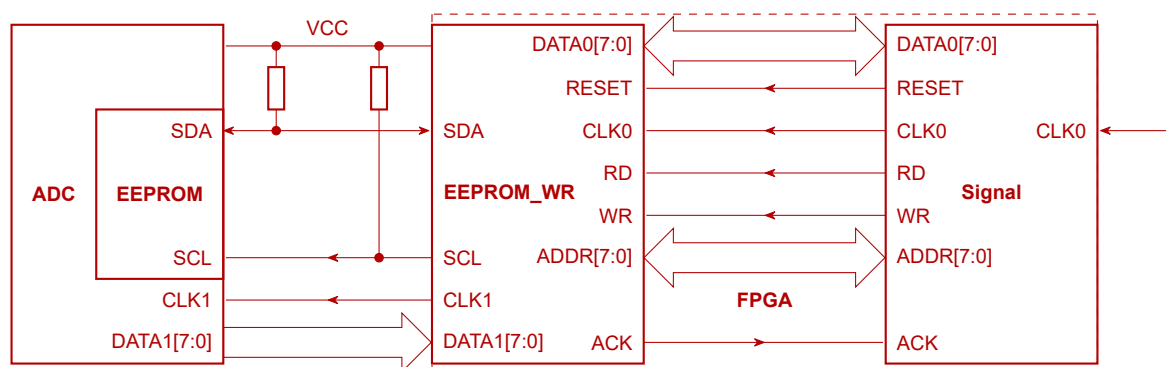 VCC
DATA0[7:0] DATA0[7:0]
RESET RESET
SDA SDA CLK0 CLK0 CLK0
RD RD
ADC EEPROM EEPROM_WR Signal
WR WR
SCL SCL ADDR[7:0] ADDR[7:0]
CLK1 CLK1 FPGA
DATA1[7:0] DATA1[7:0] ACK ACK